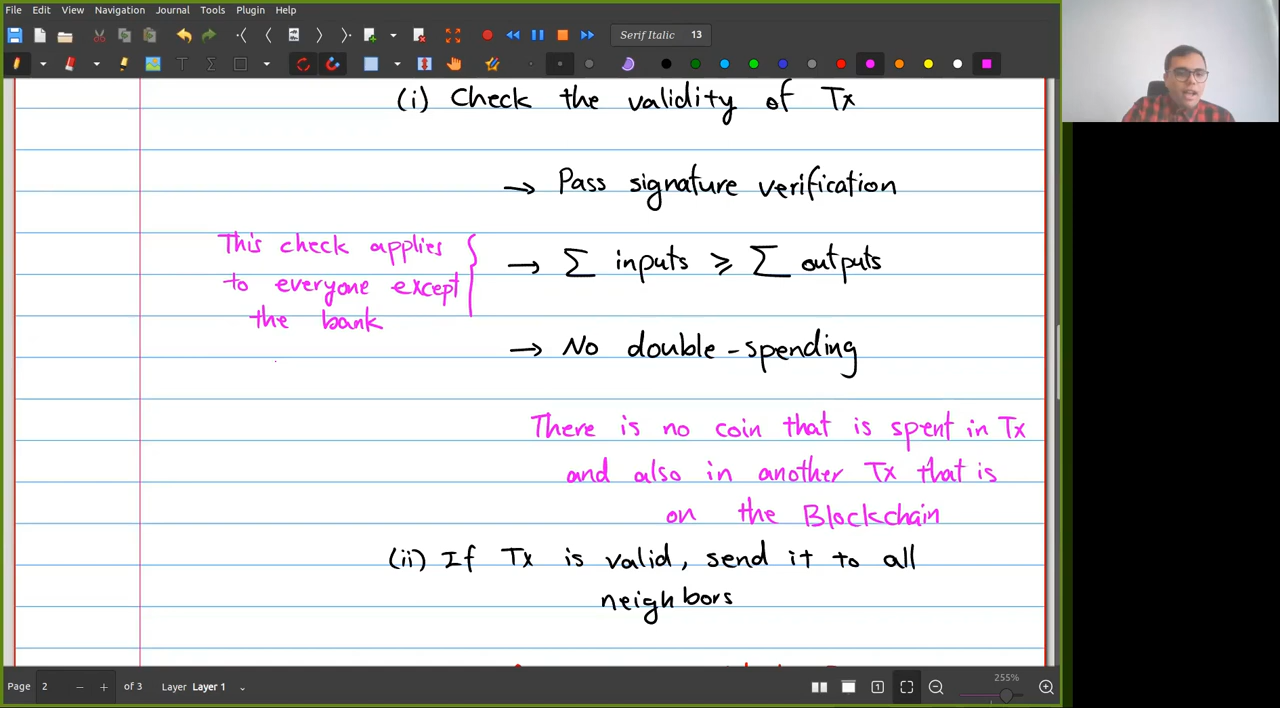 File Edit View Navigation Journal Tools Plugin Help
Serif Italic 13
(i) Check the validity of Tx
→ Pass signature verification
This check applies
to everyone except
the bank
→ Σ inputs ⩾ Σ outputs
→ No double-spending
There is no coin that is spent in Tx
and also in another Tx that is
on the Blockchain
(ii) If Tx is valid, send it to all
neighbors
Page 2 − + of 3 Layer Layer 1
255%